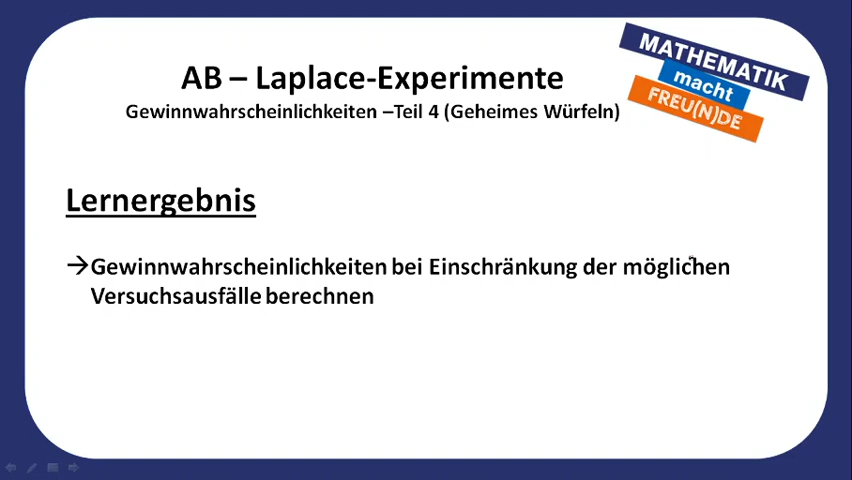 AB – Laplace-Experimente
Gewinnwahrscheinlichkeiten –Teil 4 (Geheimes Würfeln)
MATHEMATIK
macht
FREU(N)DE
Lernergebnis
→Gewinnwahrscheinlichkeiten bei Einschränkung der möglichen
Versuchsausfälle berechnen